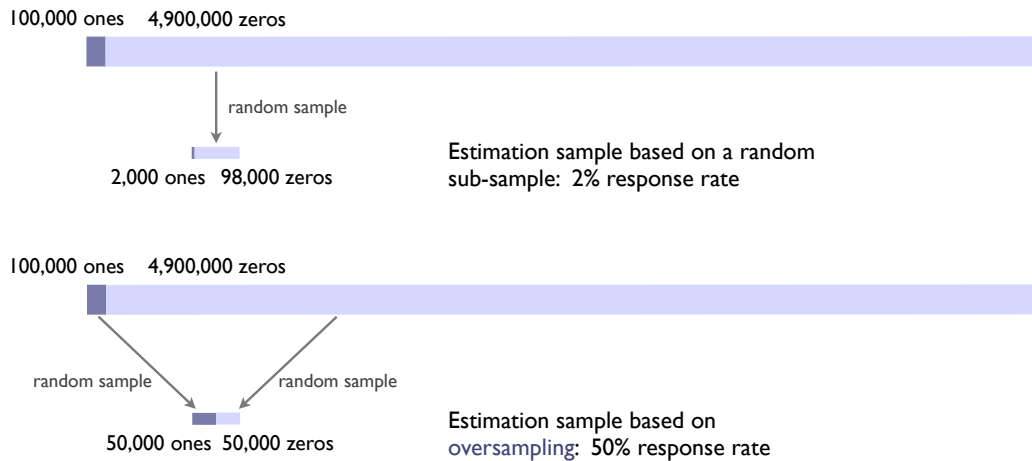 100,000 ones 4,900,000 zeros
random sample
2,000 ones 98,000 zeros
Estimation sample based on a random
sub-sample: 2% response rate
100,000 ones 4,900,000 zeros
random sample
random sample
50,000 ones 50,000 zeros
Estimation sample based on
oversampling: 50% response rate